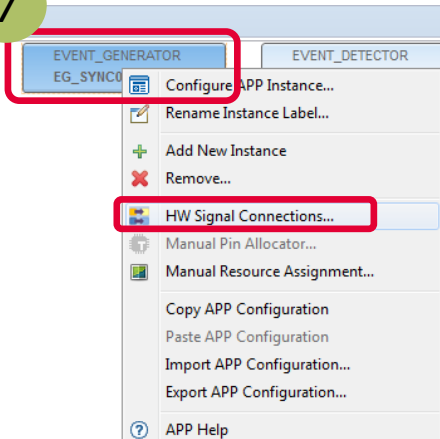 7
EVENT_GENERATOR
EVENT_DETECTOR
EG_SYNC0
Configure APP Instance...
Rename Instance Label...
Add New Instance
Remove...
HW Signal Connections...
Manual Pin Allocator...
Manual Resource Assignment...
Copy APP Configuration
Paste APP Configuration
Import APP Configuration...
Export APP Configuration...
APP Help